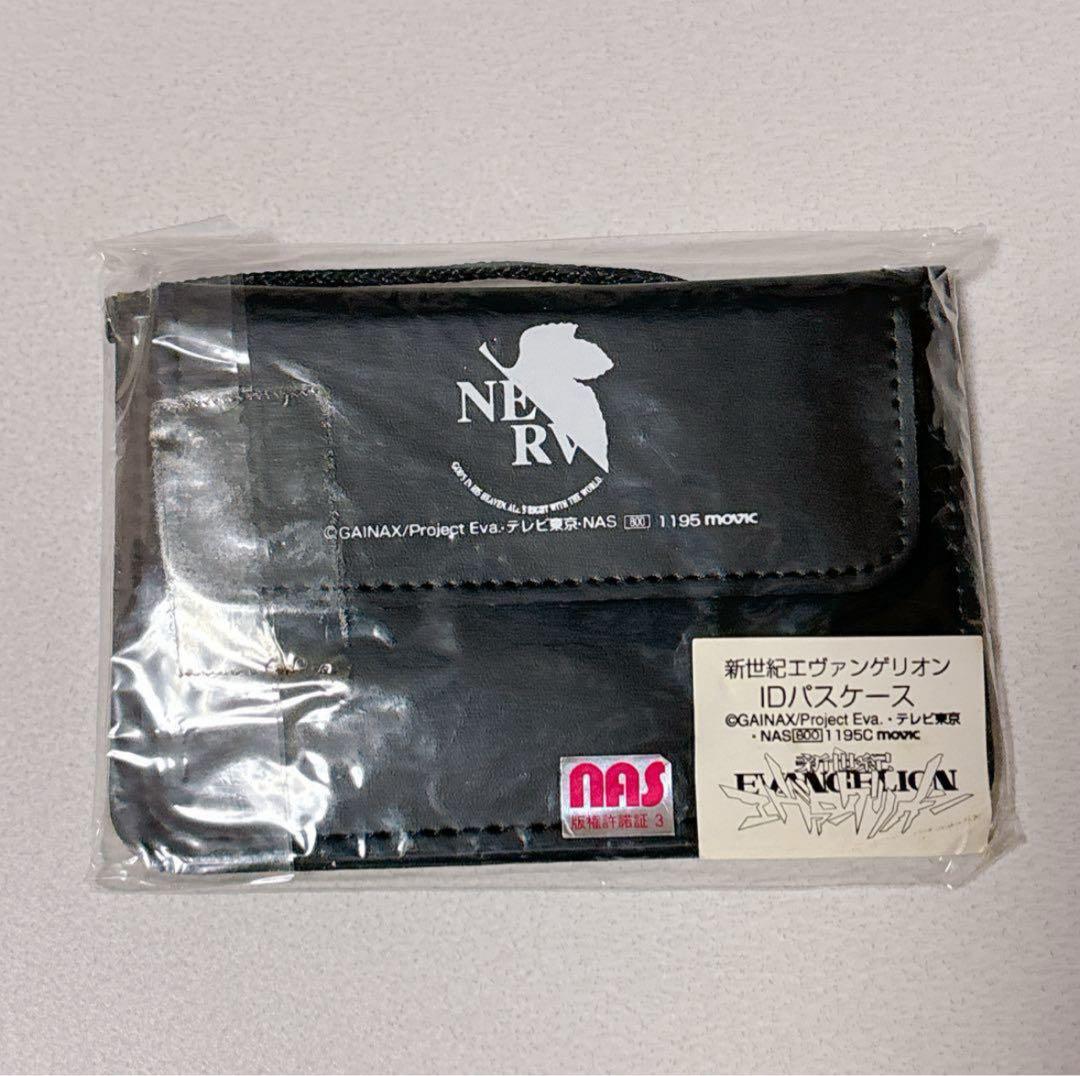 NE
RV
GOD'S IN HIS HEAVEN. ALL'S RIGHT WITH THE WORLD.
©GAINAX/Project Eva.・テレビ東京・NAS 800 1195 movic
新世紀エヴァンゲリオン
IDパスケース
©GAINAX/Project Eva.・テレビ東京
・NAS 800 1195C movic
新世紀
EVANGELION
エヴァンゲリオン
nas
版権許諾証 3